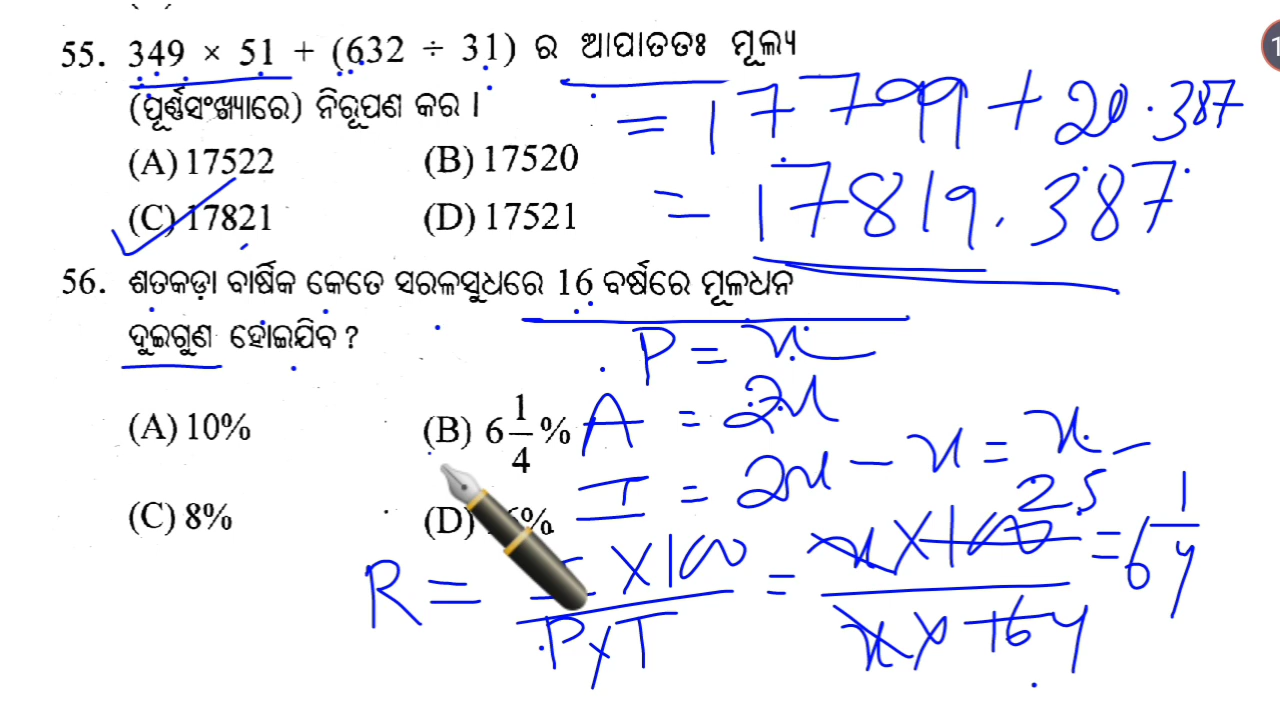 55. 349 × 51 + (632 ÷ 31) ର ଆପାତତଃ ମୂଲ୍ୟ
(ପୂର୍ଣ୍ଣସଂଖ୍ୟାରେ) ନିରୂପଣ କର ।
= 17799 + 20.387
(A) 17522 (B) 17520
= 17819.387
(C) 17821 (D) 17521
56. ଶତକଡ଼ା ବାର୍ଷିକ କେତେ ସରଳସୁଧରେ 16 ବର୍ଷରେ ମୂଳଧନ
ଦୁଇଗୁଣ ହୋଇଯିବ ?
P = x
A = 2x
(A) 10% (B) 6 1/4 %
I = 2x - x = x
(C) 8% (D) %
R = × 100 / P × T = x × 100 25 / x × 16 4 = 6 1/4